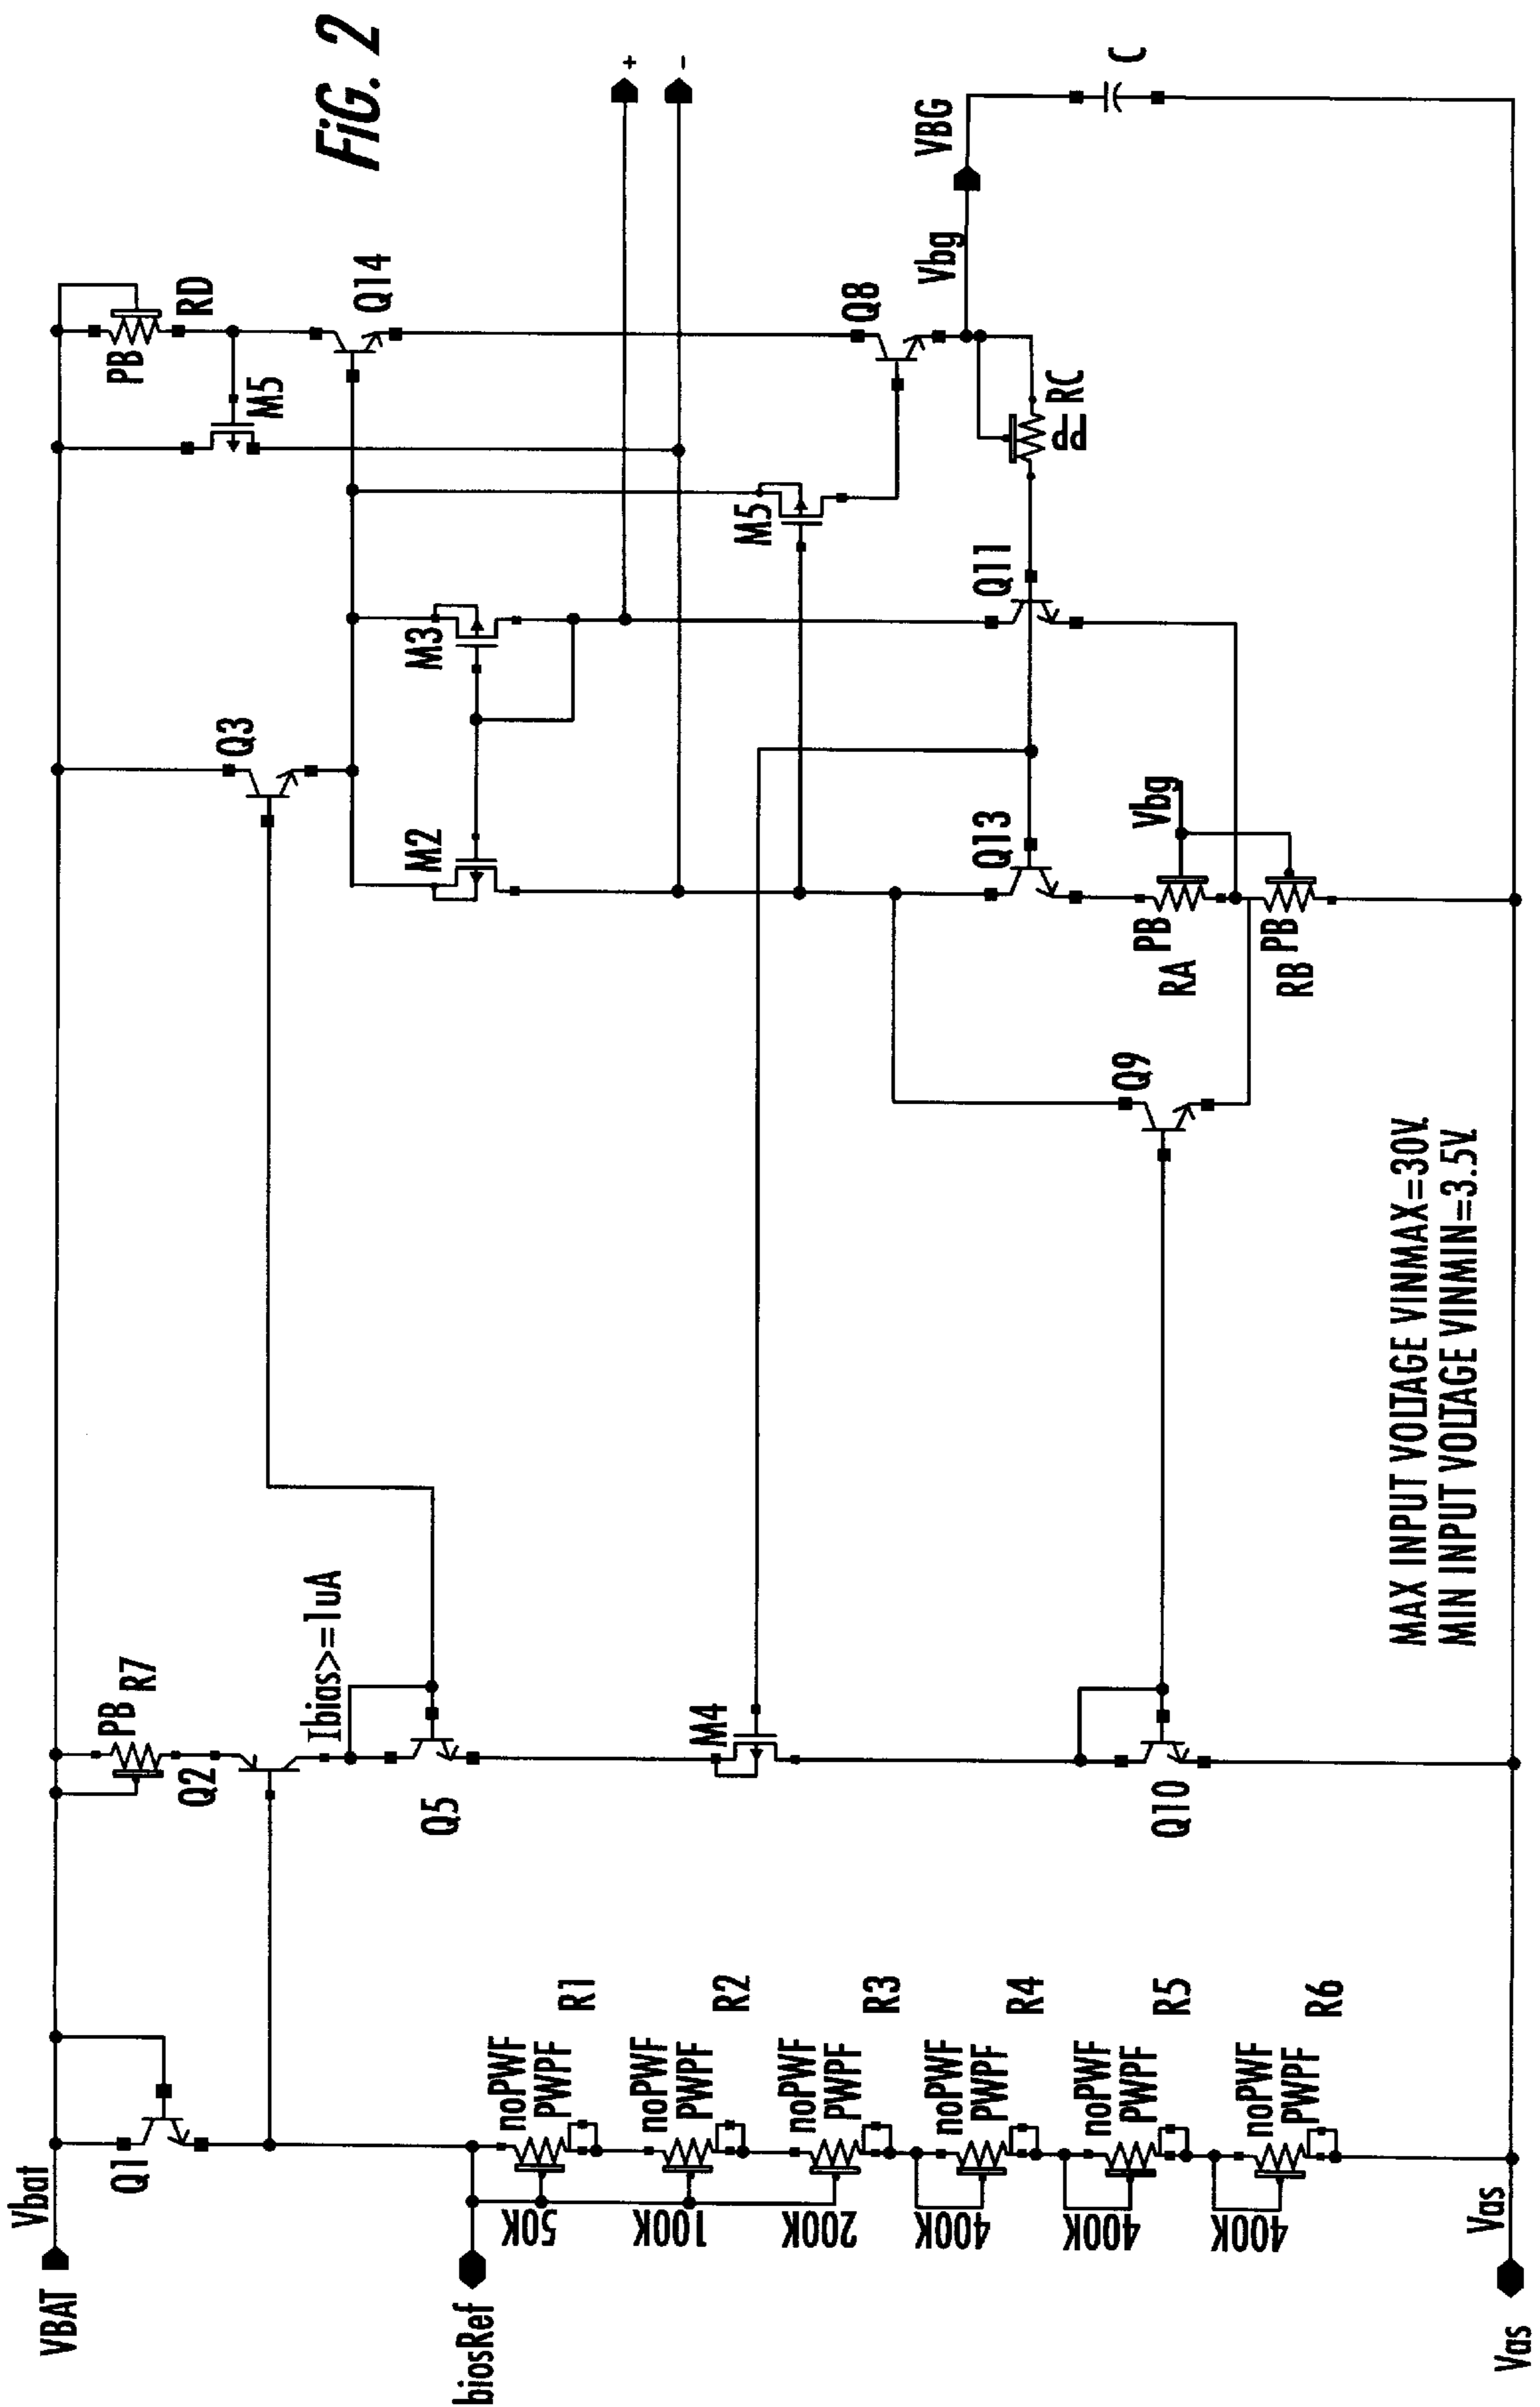 FiG. 2
VBAT
Vbat
Q1
biosRef
50K
noPWF
PWPF
R1
100K
noPWF
PWPF
R2
200K
noPWF
PWPF
R3
400K
noPWF
PWPF
R4
400K
noPWF
PWPF
R5
400K
noPWF
PWPF
R6
Vas
Vas
PB
R7
Q2
Ibias>=1uA
Q5
M4
Q10
Q3
M2
M3
M5
M5
PB
RD
Q14
+
-
Q8
Vbg
VBG
C
RC
PP
Q11
Q13
Vbg
PB
RA
PB
RB
Q9
MAX INPUT VOLTAGE VINMAX=30V.
MIN INPUT VOLTAGE VINMIN=3.5V.